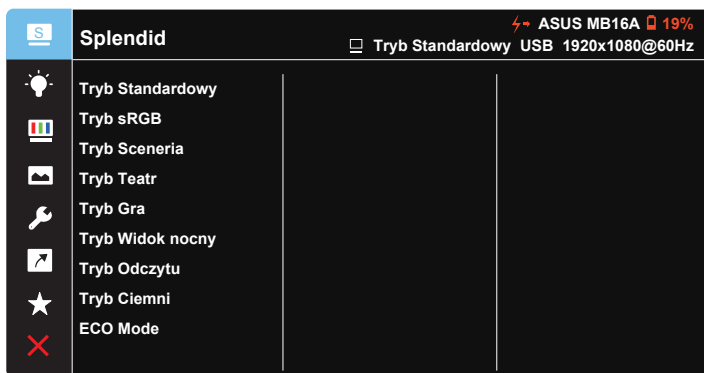 S
Splendid
ASUS MB16A 19%
Tryb Standardowy USB 1920x1080@60Hz
Tryb Standardowy
Tryb sRGB
Tryb Sceneria
Tryb Teatr
Tryb Gra
Tryb Widok nocny
Tryb Odczytu
Tryb Ciemni
ECO Mode